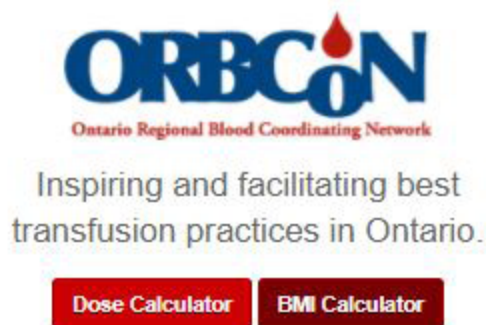 ORBCoN
Ontario Regional Blood Coordinating Network
Inspiring and facilitating best
transfusion practices in Ontario.
Dose Calculator
BMI Calculator